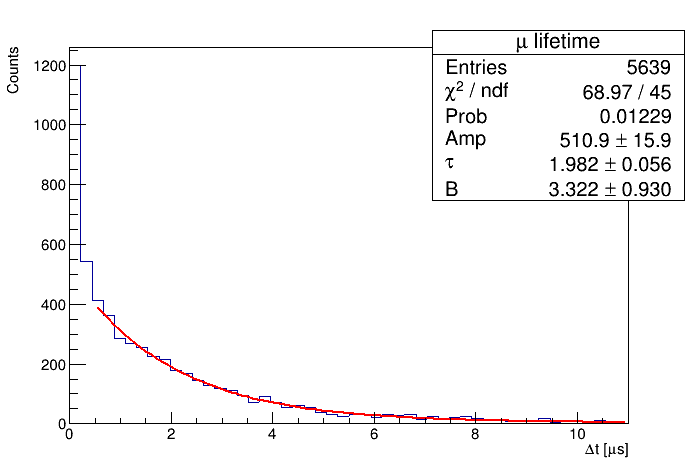 μ lifetime
Entries 5639
χ² / ndf 68.97 / 45
Prob 0.01229
Amp 510.9 ± 15.9
τ 1.982 ± 0.056
B 3.322 ± 0.930
Counts
1200
1000
800
600
400
200
0
0 2 4 6 8 10
Δt [μs]